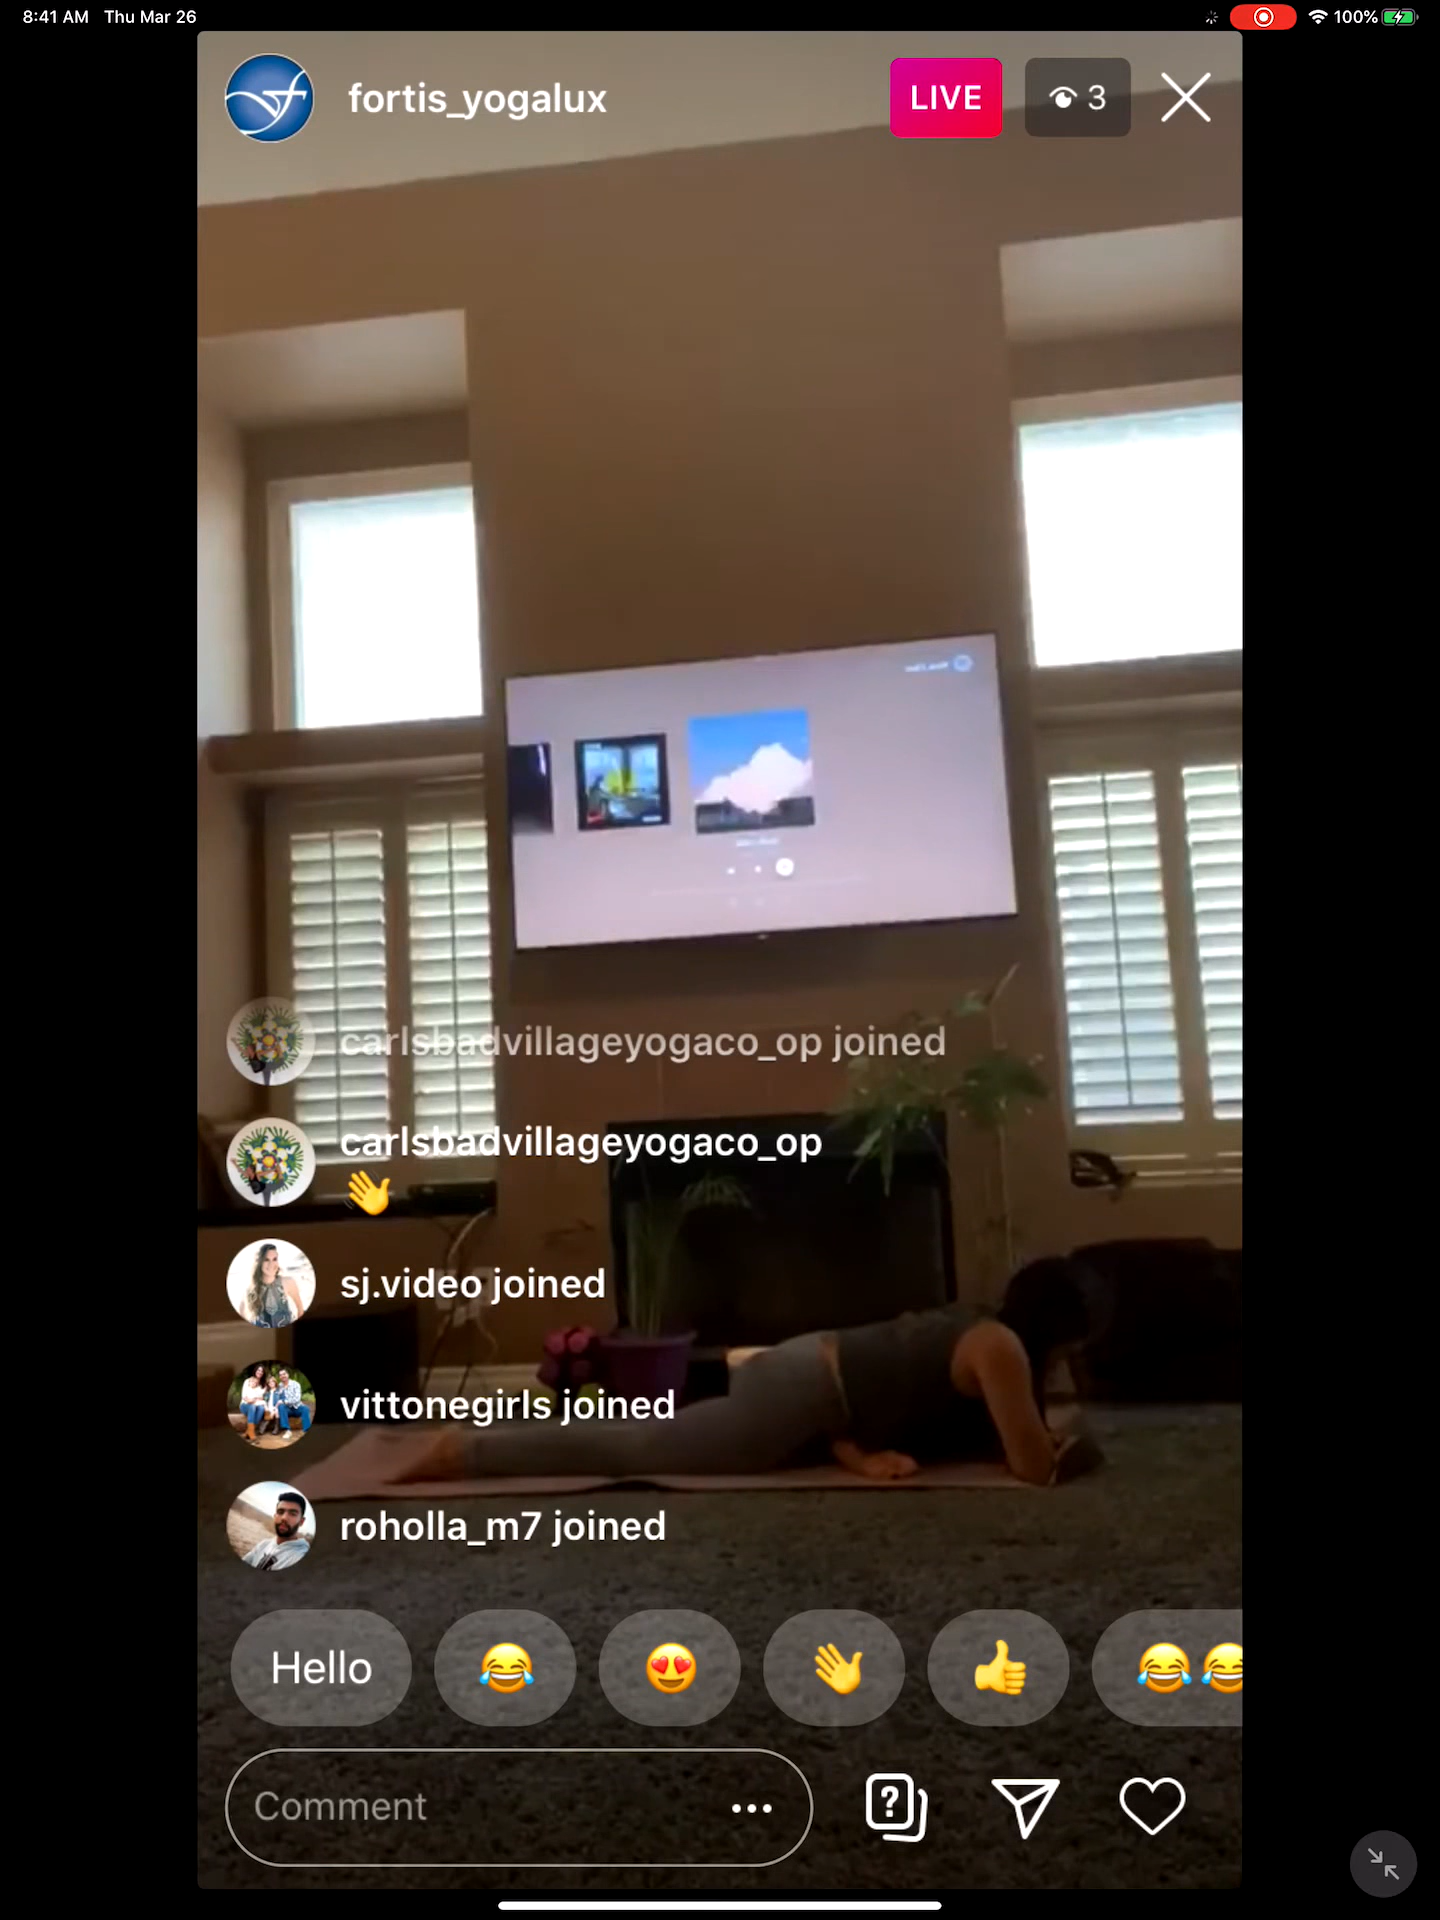 8:41 AM Thu Mar 26
100%
fortis_yogalux
LIVE
3
carlsbadvillageyogaco_op joined
carlsbadvillageyogaco_op
👋
sj.video joined
vittonegirls joined
roholla_m7 joined
Hello 😂 😍 👋 👍 😂😂
Comment